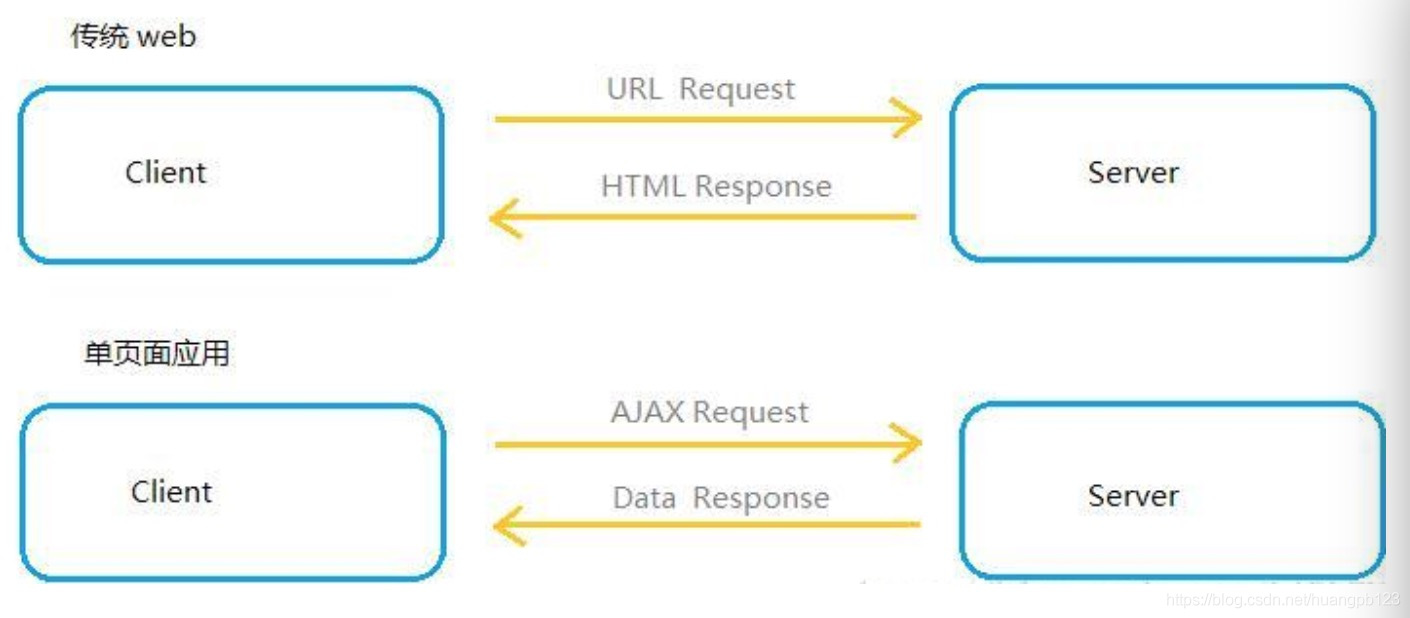 传统 web
URL Request
Client
Server
HTML Response
单页面应用
AJAX Request
Client
Server
Data Response
https://blog.csdn.net/huangpb123